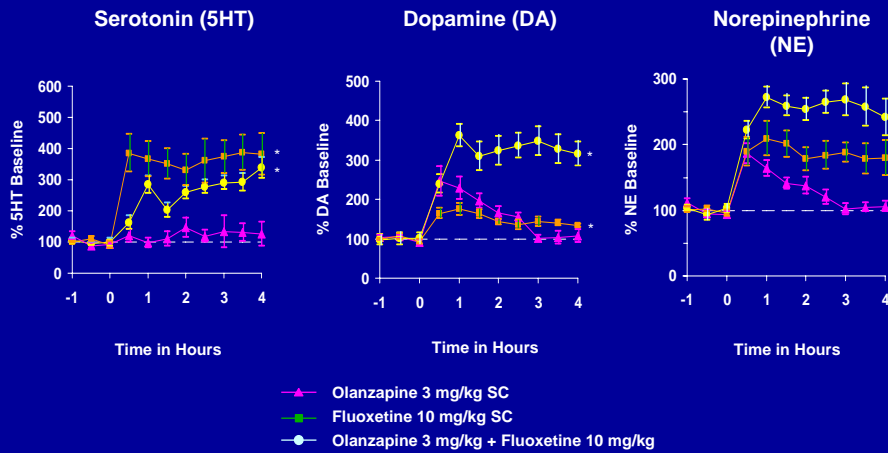 Serotonin (5HT)
Dopamine (DA)
Norepinephrine
(NE)
% 5HT Baseline
600
500
400
300
200
100
0
-1 0 1 2 3 4
*
*
Time in Hours
% DA Baseline
500
400
300
200
100
0
-1 0 1 2 3 4
*
*
Time in Hours
% NE Baseline
300
200
100
0
-1 0 1 2 3 4
Time in Hours
Olanzapine 3 mg/kg SC
Fluoxetine 10 mg/kg SC
Olanzapine 3 mg/kg + Fluoxetine 10 mg/kg